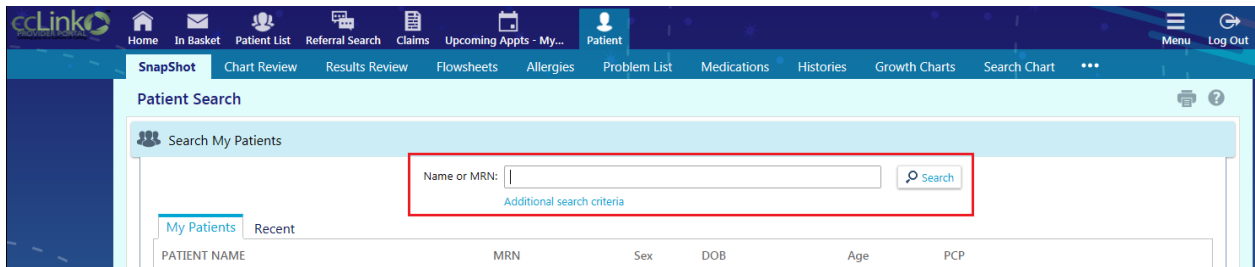 ccLink
PROVIDER PORTAL
Home In Basket Patient List Referral Search Claims Upcoming Appts - My... Patient Menu Log Out
SnapShot Chart Review Results Review Flowsheets Allergies Problem List Medications Histories Growth Charts Search Chart •••
Patient Search
Search My Patients
Name or MRN: Search
Additional search criteria
My Patients Recent
PATIENT NAME MRN Sex DOB Age PCP